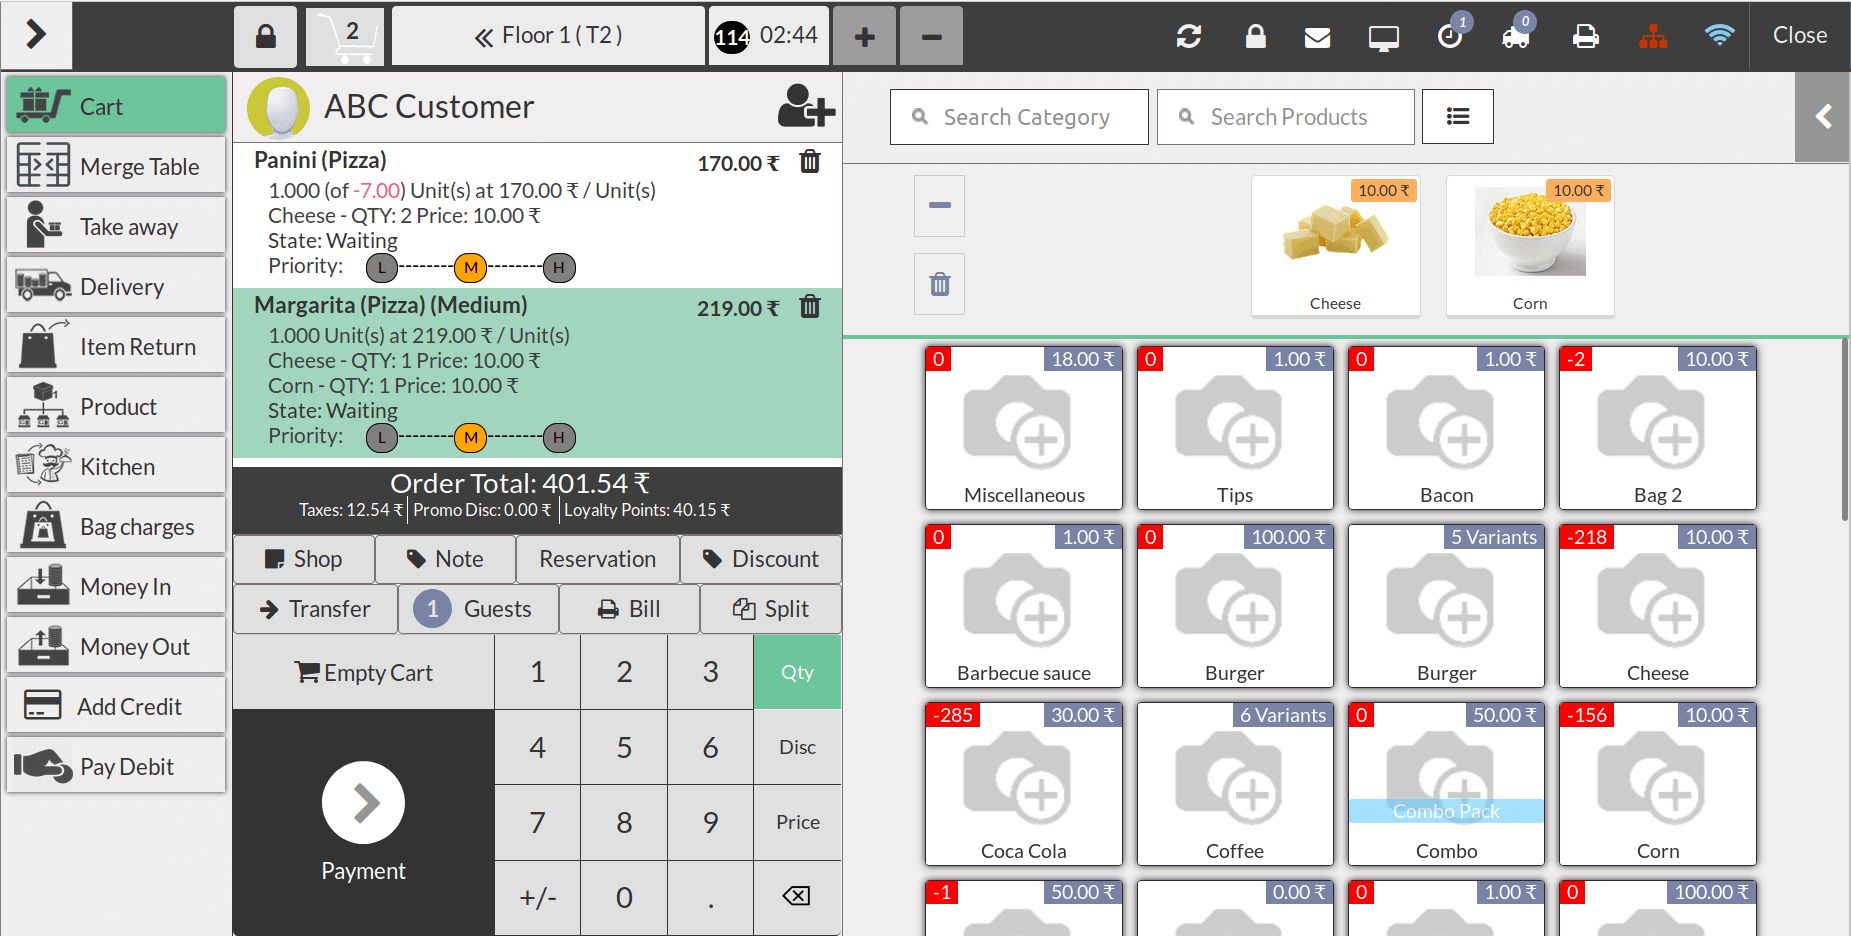 2
Floor 1 ( T2 )
114 02:44
1
0
Close
Cart
Merge Table
Take away
Delivery
Item Return
Product
Kitchen
Bag charges
Money In
Money Out
Add Credit
Pay Debit
ABC Customer
Panini (Pizza) 170.00 ₹
1.000 (of -7.00) Unit(s) at 170.00 ₹ / Unit(s)
Cheese - QTY: 2 Price: 10.00 ₹
State: Waiting
Priority: L M H
Margarita (Pizza) (Medium) 219.00 ₹
1.000 Unit(s) at 219.00 ₹ / Unit(s)
Cheese - QTY: 1 Price: 10.00 ₹
Corn - QTY: 1 Price: 10.00 ₹
State: Waiting
Priority: L M H
Order Total: 401.54 ₹
Taxes: 12.54 ₹ Promo Disc: 0.00 ₹ Loyalty Points: 40.15 ₹
Shop Note Reservation Discount
Transfer 1 Guests Bill Split
Empty Cart 1 2 3 Qty
4 5 6 Disc
7 8 9 Price
Payment
+/- 0 .
Search Category Search Products
10.00 ₹ 10.00 ₹
Cheese Corn
0 18.00 ₹ 0 1.00 ₹ 0 1.00 ₹ -2 10.00 ₹
Miscellaneous Tips Bacon Bag 2
0 1.00 ₹ 0 100.00 ₹ 5 Variants -218 10.00 ₹
Barbecue sauce Burger Burger Cheese
-285 30.00 ₹ 6 Variants 0 50.00 ₹ -156 10.00 ₹
Combo Pack
Coca Cola Coffee Combo Corn
-1 50.00 ₹ 0.00 ₹ 0 1.00 ₹ 0 100.00 ₹